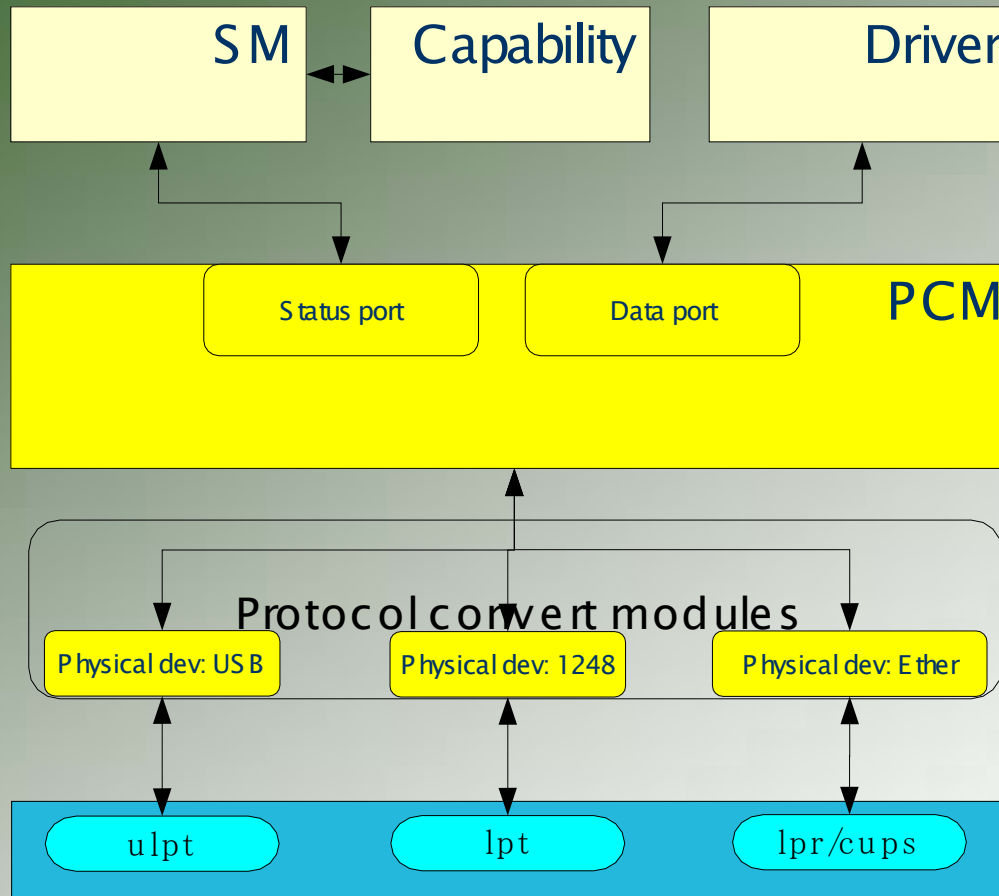 SM
Capability
Driver
Status port
Data port
PCM
Protocol convert modules
Physical dev: USB
Physical dev: 1248
Physical dev: Ether
ulpt
lpt
lpr/cups